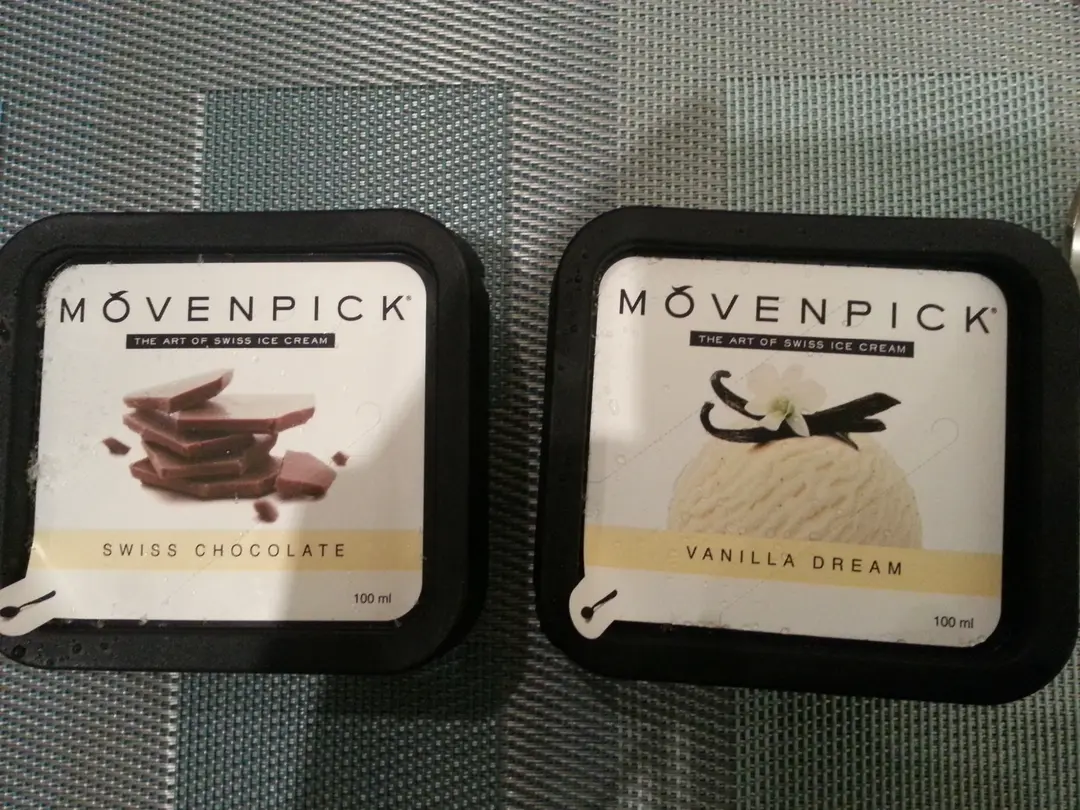 MÖVENPICK®
THE ART OF SWISS ICE CREAM
SWISS CHOCOLATE
100 ml
MÖVENPICK®
THE ART OF SWISS ICE CREAM
VANILLA DREAM
100 ml